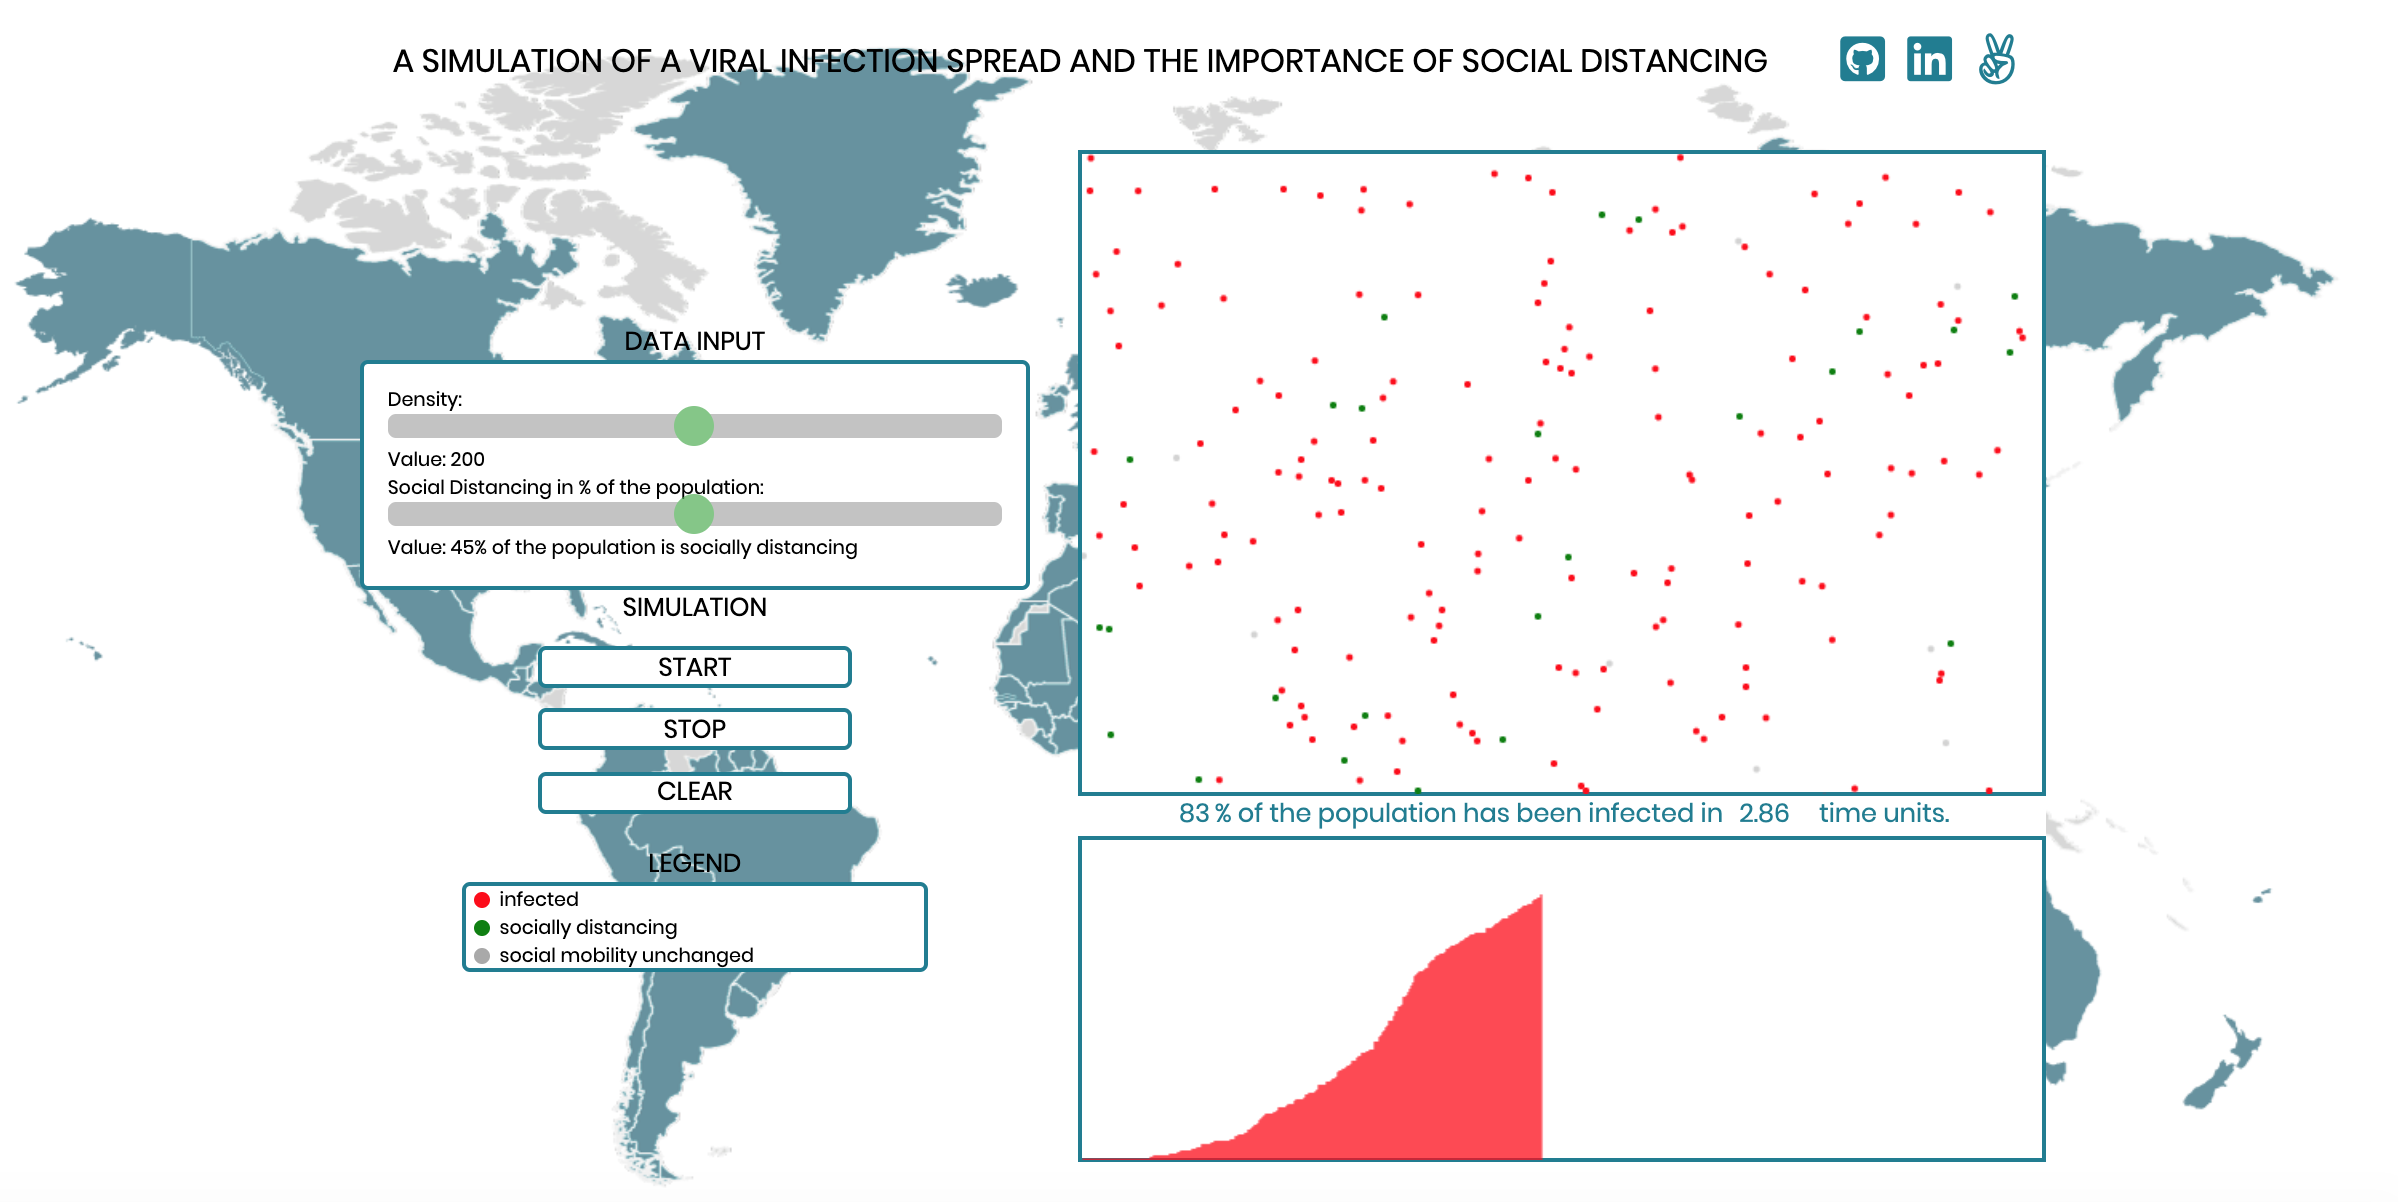 A SIMULATION OF A VIRAL INFECTION SPREAD AND THE IMPORTANCE OF SOCIAL DISTANCING
in
DATA INPUT
Density:
Value: 200
Social Distancing in % of the population:
Value: 45% of the population is socially distancing
SIMULATION
START
STOP
CLEAR
LEGEND
infected
socially distancing
social mobility unchanged
83 % of the population has been infected in 2.86 time units.